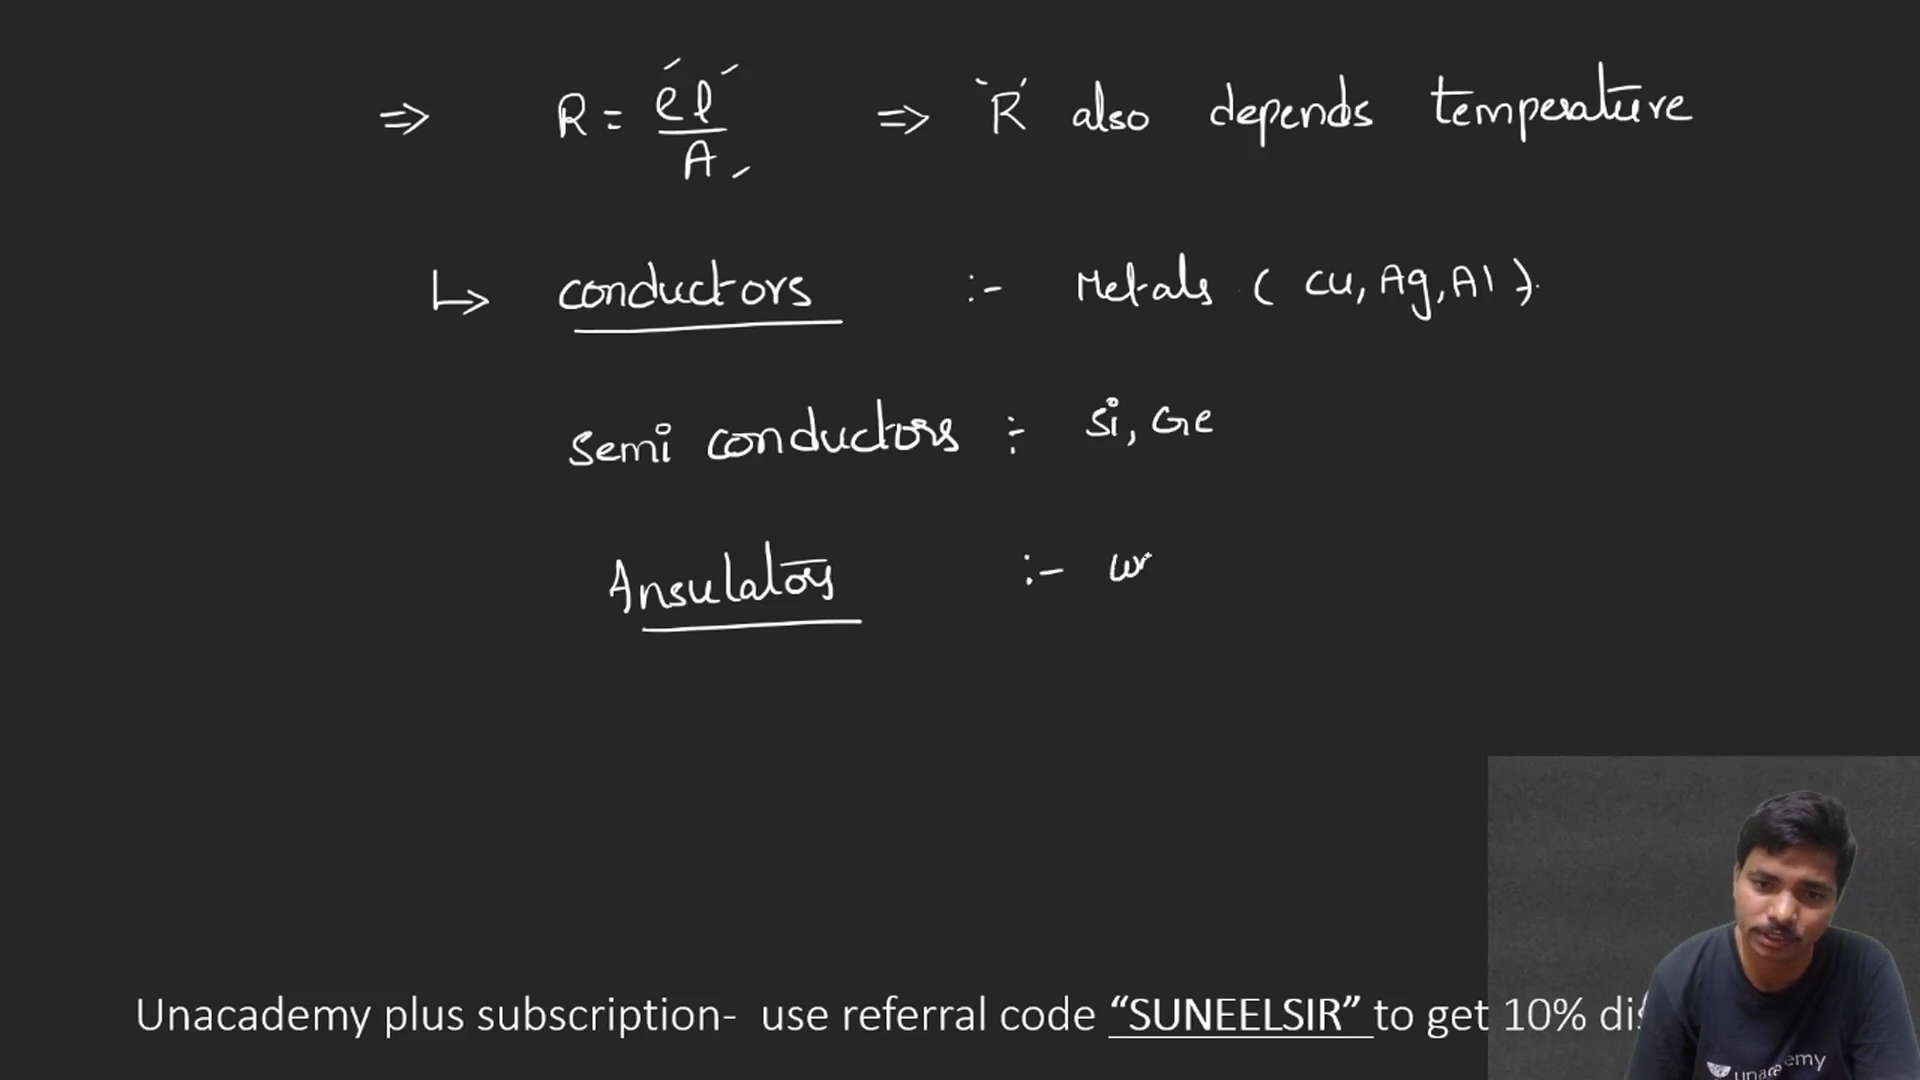 ⇒ R = ρl / A ⇒ 'R' also depends temperature
↳ conductors :- Metals ( Cu, Ag, Al ).
Semi conductors ÷ Si, Ge
Ansulators :-
Unacademy plus subscription- use referral code “SUNEELSIR” to get 10%
unacademy